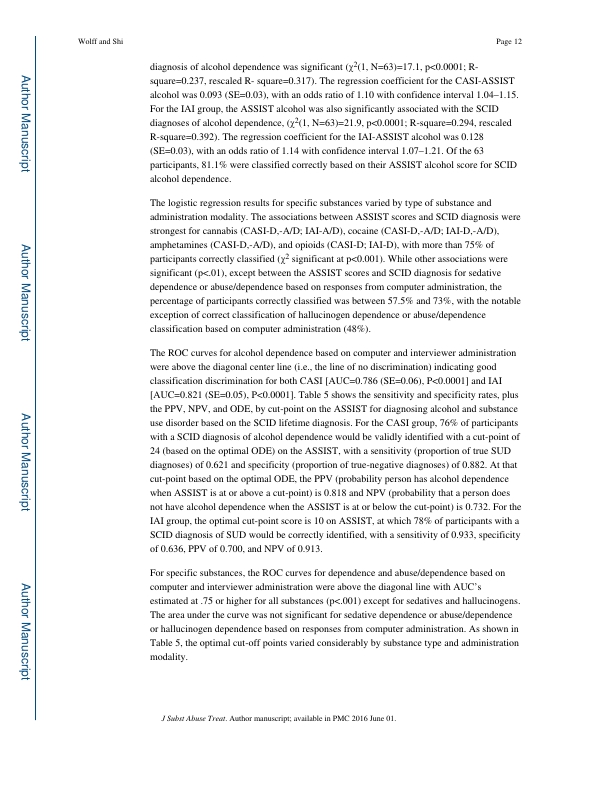 Wolff and Shi
Page 12
diagnosis of alcohol dependence was significant (χ2(1, N=63)=17.1, p<0.0001; R-
square=0.237, rescaled R- square=0.317). The regression coefficient for the CASI-ASSIST
alcohol was 0.093 (SE=0.03), with an odds ratio of 1.10 with confidence interval 1.04–1.15.
For the IAI group, the ASSIST alcohol was also significantly associated with the SCID
diagnoses of alcohol dependence, (χ2(1, N=63)=21.9, p<0.0001; R-square=0.294, rescaled
R-square=0.392). The regression coefficient for the IAI-ASSIST alcohol was 0.128
(SE=0.03), with an odds ratio of 1.14 with confidence interval 1.07–1.21. Of the 63
participants, 81.1% were classified correctly based on their ASSIST alcohol score for SCID
alcohol dependence.
The logistic regression results for specific substances varied by type of substance and
administration modality. The associations between ASSIST scores and SCID diagnosis were
strongest for cannabis (CASI-D,-A/D; IAI-A/D), cocaine (CASI-D,-A/D; IAI-D,-A/D),
amphetamines (CASI-D,-A/D), and opioids (CASI-D; IAI-D), with more than 75% of
participants correctly classified (χ2 significant at p<0.001). While other associations were
significant (p<.01), except between the ASSIST scores and SCID diagnosis for sedative
dependence or abuse/dependence based on responses from computer administration, the
percentage of participants correctly classified was between 57.5% and 73%, with the notable
exception of correct classification of hallucinogen dependence or abuse/dependence
classification based on computer administration (48%).
The ROC curves for alcohol dependence based on computer and interviewer administration
were above the diagonal center line (i.e., the line of no discrimination) indicating good
classification discrimination for both CASI [AUC=0.786 (SE=0.06), P<0.0001] and IAI
[AUC=0.821 (SE=0.05), P<0.0001]. Table 5 shows the sensitivity and specificity rates, plus
the PPV, NPV, and ODE, by cut-point on the ASSIST for diagnosing alcohol and substance
use disorder based on the SCID lifetime diagnosis. For the CASI group, 76% of participants
with a SCID diagnosis of alcohol dependence would be validly identified with a cut-point of
24 (based on the optimal ODE) on the ASSIST, with a sensitivity (proportion of true SUD
diagnoses) of 0.621 and specificity (proportion of true-negative diagnoses) of 0.882. At that
cut-point based on the optimal ODE, the PPV (probability person has alcohol dependence
when ASSIST is at or above a cut-point) is 0.818 and NPV (probability that a person does
not have alcohol dependence when the ASSIST is at or below the cut-point) is 0.732. For the
IAI group, the optimal cut-point score is 10 on ASSIST, at which 78% of participants with a
SCID diagnosis of SUD would be correctly identified, with a sensitivity of 0.933, specificity
of 0.636, PPV of 0.700, and NPV of 0.913.
For specific substances, the ROC curves for dependence and abuse/dependence based on
computer and interviewer administration were above the diagonal line with AUC's
estimated at .75 or higher for all substances (p<.001) except for sedatives and hallucinogens.
The area under the curve was not significant for sedative dependence or abuse/dependence
or hallucinogen dependence based on responses from computer administration. As shown in
Table 5, the optimal cut-off points varied considerably by substance type and administration
modality.
J Subst Abuse Treat. Author manuscript; available in PMC 2016 June 01.
Author Manuscript
Author Manuscript
Author Manuscript
Author Manuscript